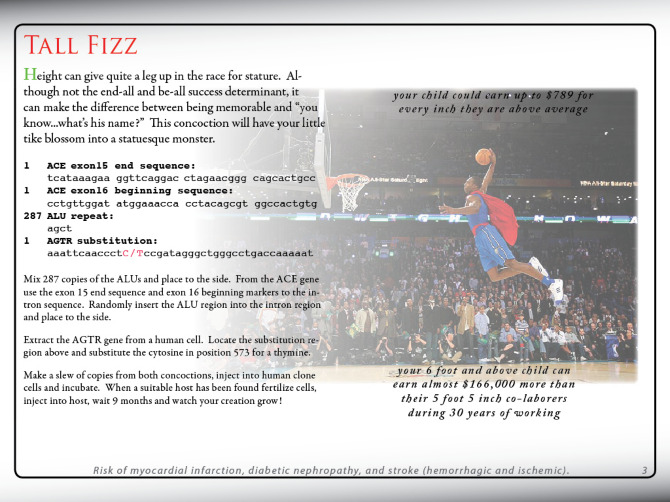 TALL FIZZ
Height can give quite a leg up in the race for stature. Al-
though not the end-all and be-all success determinant, it
can make the difference between being memorable and "you
know...what's his name?" This concoction will have your little
tike blossom into a statuesque monster.
1 ACE exon15 end sequence:
tcataaagaa ggttcaggac ctagaacggg cagcactgcc
1 ACE exon16 beginning sequence:
cctgttggat atggaaacca cctacagcgt ggccactgtg
287 ALU repeat:
agct
1 AGTR substitution:
aaattcaaccctC/Tccgatagggctgggcctgaccaaaaat
Mix 287 copies of the ALUs and place to the side. From the ACE gene
use the exon 15 end sequence and exon 16 beginning markers to the in-
tron sequence. Randomly insert the ALU region into the intron region
and place to the side.
Extract the AGTR gene from a human cell. Locate the substitution re-
gion above and substitute the cytosine in position 573 for a thymine.
Make a slew of copies from both concoctions, inject into human clone
cells and incubate. When a suitable host has been found fertilize cells,
inject into host, wait 9 months and watch your creation grow!
your child could earn up to $789 for
every inch they are above average
your 6 foot and above child can
earn almost $166,000 more than
their 5 foot 5 inch co-laborers
during 30 years of working
Risk of myocardial infarction, diabetic nephropathy, and stroke (hemorrhagic and ischemic).
3